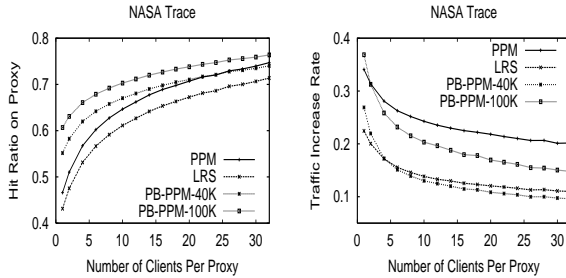 NASA Trace
Hit Ratio on Proxy
0.8
0.7
0.6
0.5
0.4
PPM
LRS
PB-PPM-40K
PB-PPM-100K
0 5 10 15 20 25 30
Number of Clients Per Proxy
NASA Trace
Traffic Increase Rate
0.4
0.3
0.2
0.1
PPM
LRS
PB-PPM-40K
PB-PPM-100K
0 5 10 15 20 25 30
Number of Clients Per Proxy